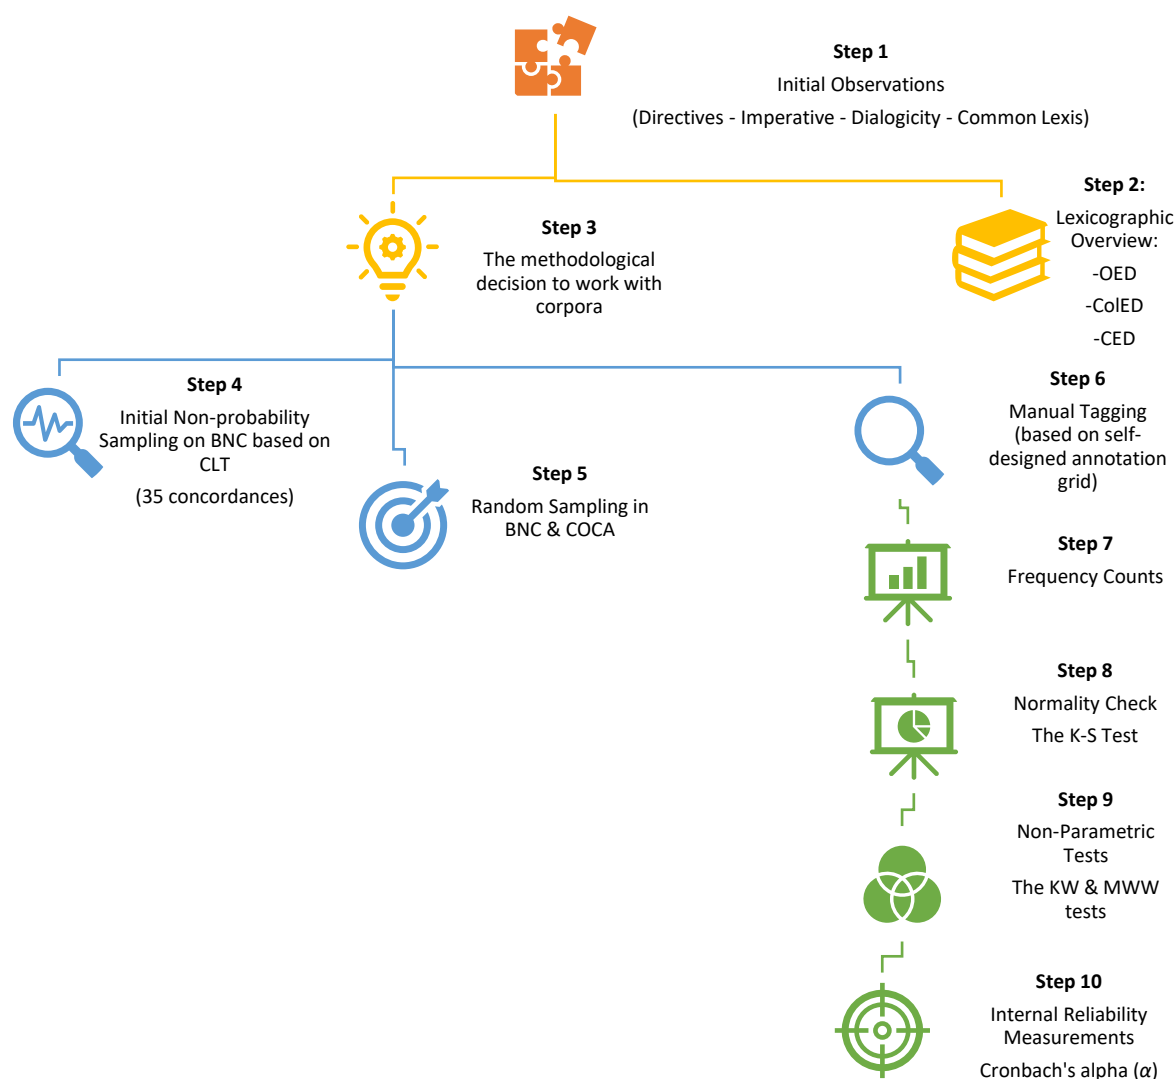 Step 1
Initial Observations
(Directives - Imperative - Dialogicity - Common Lexis)
Step 2:
Lexicographic
Overview:
-OED
-ColED
-CED
Step 3
The methodological
decision to work with
corpora
Step 4
Initial Non-probability
Sampling on BNC based on
CLT
(35 concordances)
Step 5
Random Sampling in
BNC & COCA
Step 6
Manual Tagging
(based on self-
designed annotation
grid)
Step 7
Frequency Counts
Step 8
Normality Check
The K-S Test
Step 9
Non-Parametric
Tests
The KW & MWW
tests
Step 10
Internal Reliability
Measurements
Cronbach's alpha (α)